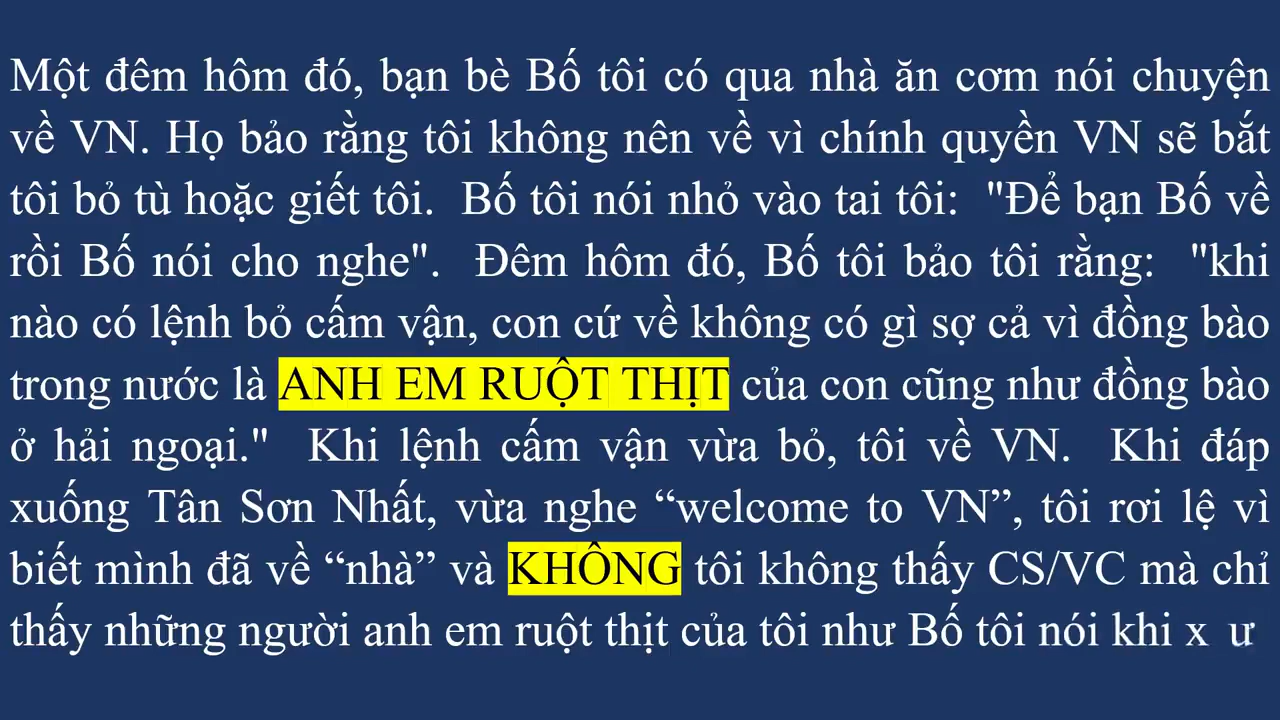 Một đêm hôm đó, bạn bè Bố tôi có qua nhà ăn cơm nói chuyện
về VN. Họ bảo rằng tôi không nên về vì chính quyền VN sẽ bắt
tôi bỏ tù hoặc giết tôi.  Bố tôi nói nhỏ vào tai tôi:  "Để bạn Bố về
rồi Bố nói cho nghe".  Đêm hôm đó, Bố tôi bảo tôi rằng:  "khi
nào có lệnh bỏ cấm vận, con cứ về không có gì sợ cả vì đồng bào
trong nước là ANH EM RUỘT THỊT của con cũng như đồng bào
ở hải ngoại."  Khi lệnh cấm vận vừa bỏ, tôi về VN.  Khi đáp
xuống Tân Sơn Nhất, vừa nghe “welcome to VN”, tôi rơi lệ vì
biết mình đã về “nhà” và KHÔNG tôi không thấy CS/VC mà chỉ
thấy những người anh em ruột thịt của tôi như Bố tôi nói khi x ư